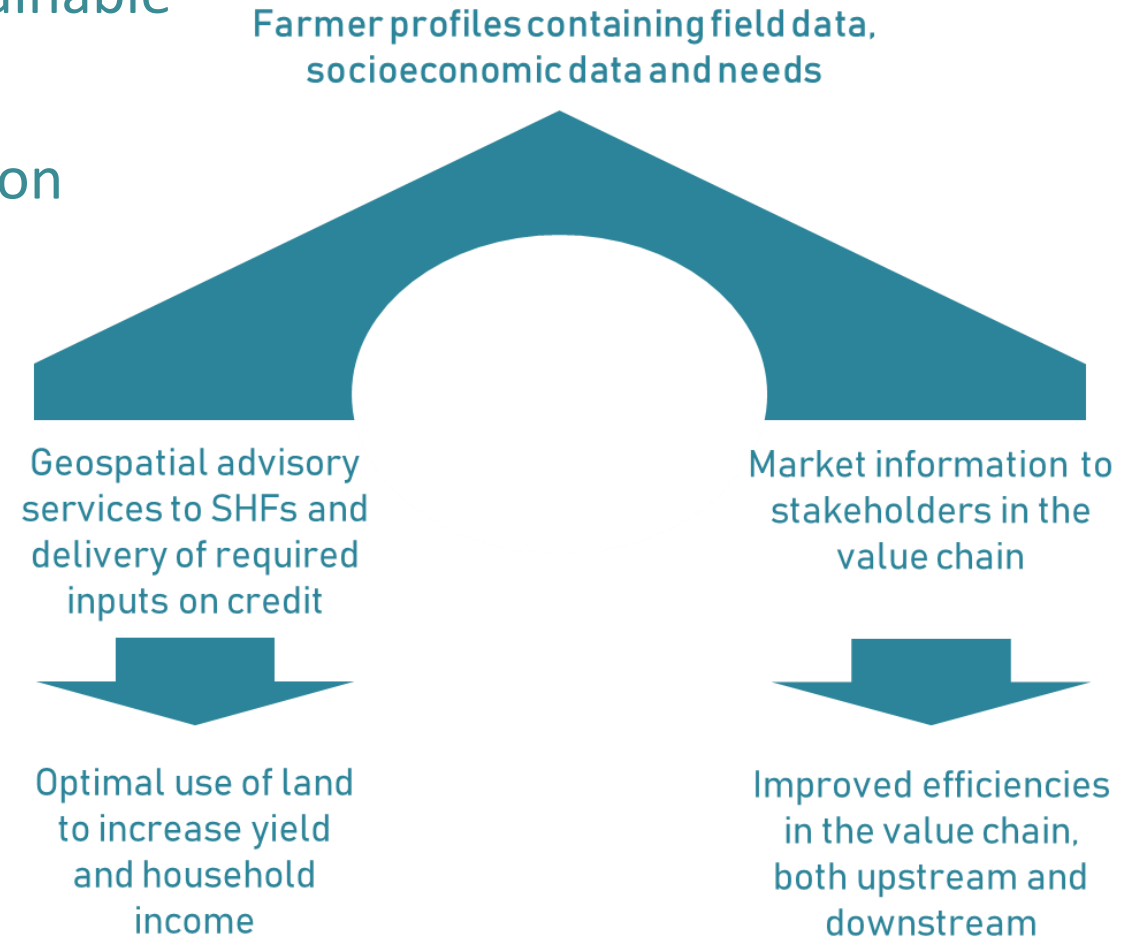 Farmer profiles containing field data,
socioeconomic data and needs
on
Geospatial advisory
services to SHFs and
delivery of required
inputs on credit
Market information to
stakeholders in the
value chain
Optimal use of land
to increase yield
and household
income
Improved efficiencies
in the value chain,
both upstream and
downstream